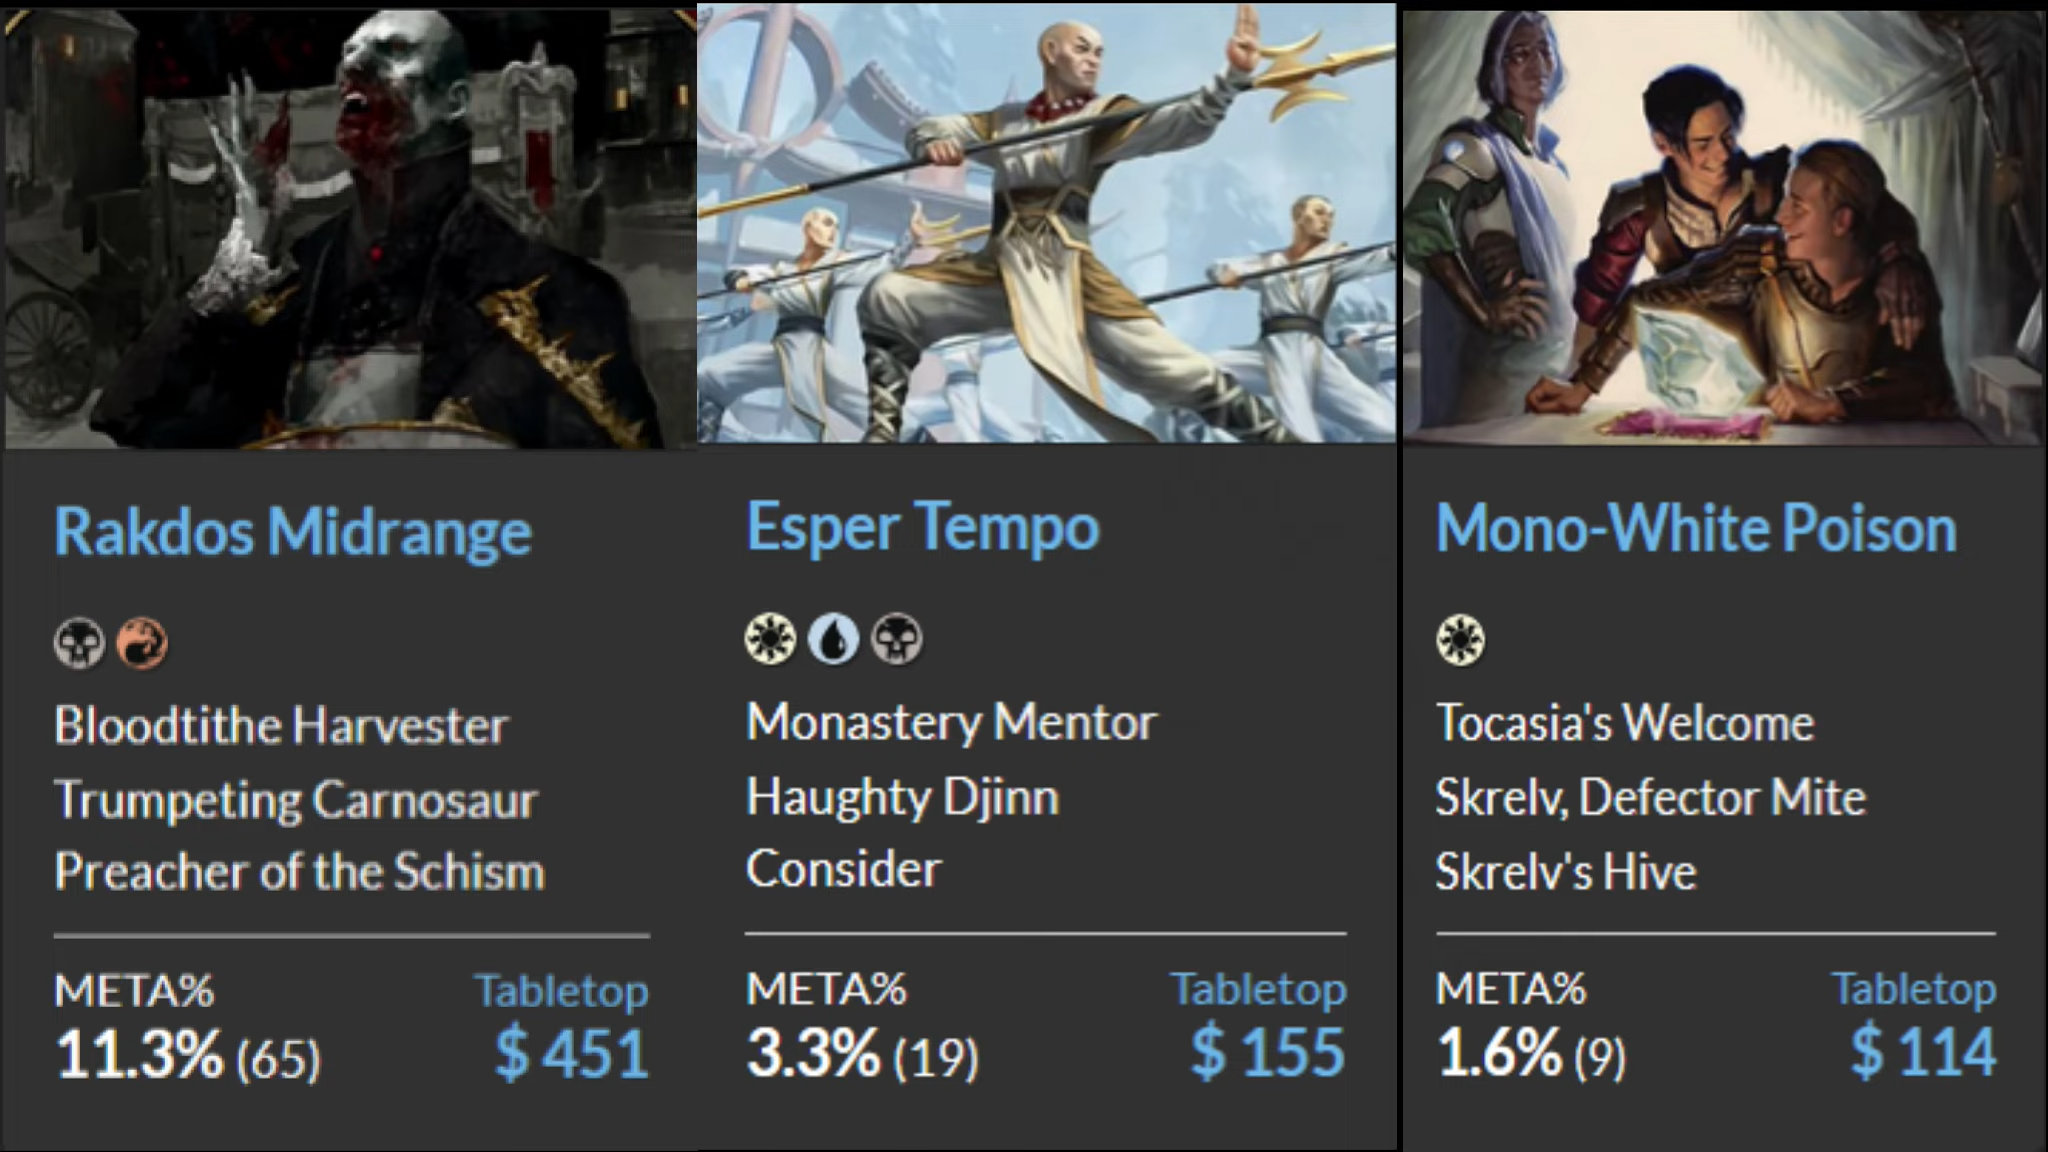 Rakdos Midrange
Bloodtithe Harvester
Trumpeting Carnosaur
Preacher of the Schism
META% Tabletop
11.3% (65) $ 451
Esper Tempo
Monastery Mentor
Haughty Djinn
Consider
META% Tabletop
3.3% (19) $ 155
Mono-White Poison
Tocasia's Welcome
Skrelv, Defector Mite
Skrelv's Hive
META% Tabletop
1.6% (9) $ 114